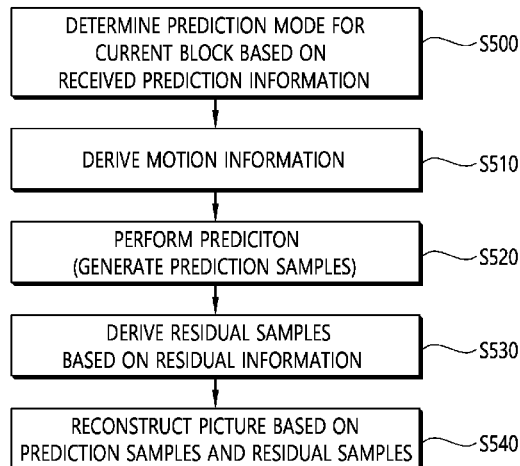 DETERMINE PREDICTION MODE FOR
CURRENT BLOCK BASED ON
RECEIVED PREDICTION INFORMATION
S500
DERIVE MOTION INFORMATION
S510
PERFORM PREDICITON
(GENERATE PREDICTION SAMPLES)
S520
DERIVE RESIDUAL SAMPLES
BASED ON RESIDUAL INFORMATION
S530
RECONSTRUCT PICTURE BASED ON
PREDICTION SAMPLES AND RESIDUAL SAMPLES
S540